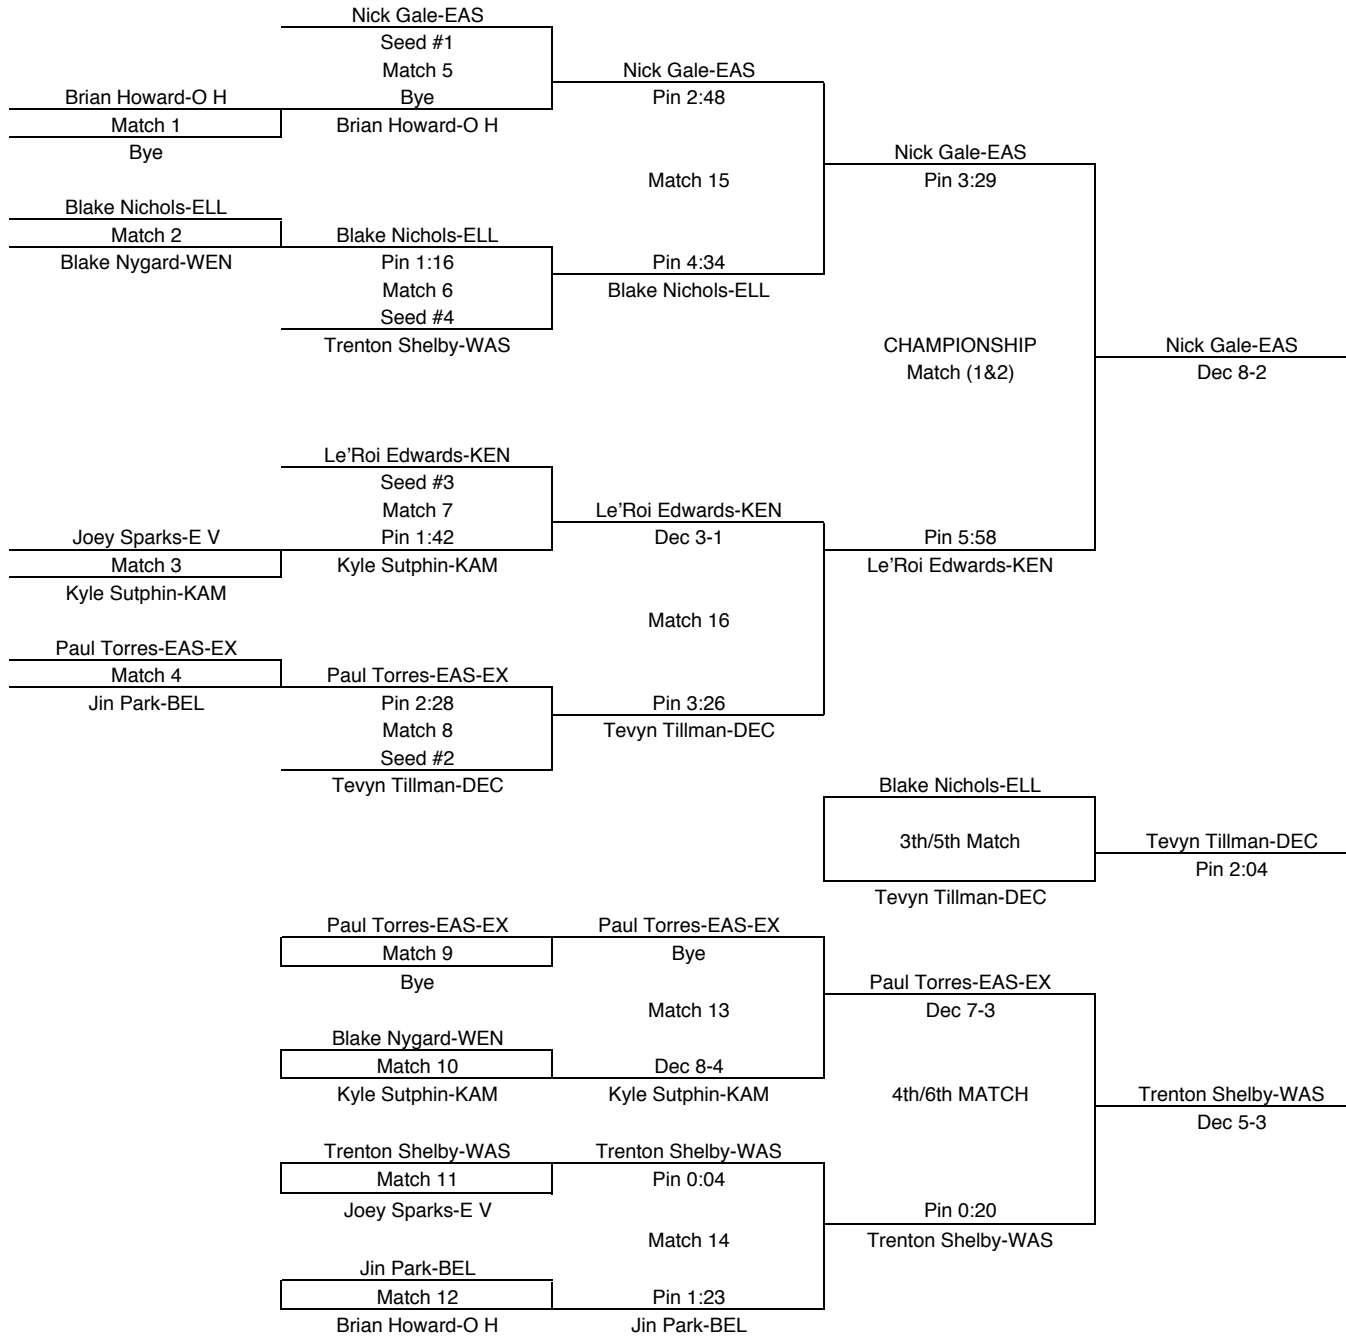 Nick Gale-EAS
Seed #1
Match 5
Bye
Brian Howard-O H
Brian Howard-O H
Match 1
Bye
Nick Gale-EAS
Pin 2:48
Match 15
Nick Gale-EAS
Pin 3:29
Blake Nichols-ELL
Match 2
Blake Nygard-WEN
Blake Nichols-ELL
Pin 1:16
Match 6
Seed #4
Trenton Shelby-WAS
Pin 4:34
Blake Nichols-ELL
CHAMPIONSHIP
Match (1&2)
Nick Gale-EAS
Dec 8-2
Le'Roi Edwards-KEN
Seed #3
Match 7
Pin 1:42
Kyle Sutphin-KAM
Joey Sparks-E V
Match 3
Kyle Sutphin-KAM
Le'Roi Edwards-KEN
Dec 3-1
Match 16
Pin 5:58
Le'Roi Edwards-KEN
Paul Torres-EAS-EX
Match 4
Jin Park-BEL
Paul Torres-EAS-EX
Pin 2:28
Match 8
Seed #2
Tevyn Tillman-DEC
Pin 3:26
Tevyn Tillman-DEC
Blake Nichols-ELL
3th/5th Match
Tevyn Tillman-DEC
Tevyn Tillman-DEC
Pin 2:04
Paul Torres-EAS-EX
Match 9
Bye
Paul Torres-EAS-EX
Bye
Match 13
Paul Torres-EAS-EX
Dec 7-3
Blake Nygard-WEN
Match 10
Kyle Sutphin-KAM
Dec 8-4
Kyle Sutphin-KAM
4th/6th MATCH
Trenton Shelby-WAS
Dec 5-3
Trenton Shelby-WAS
Match 11
Joey Sparks-E V
Trenton Shelby-WAS
Pin 0:04
Match 14
Pin 0:20
Trenton Shelby-WAS
Jin Park-BEL
Match 12
Brian Howard-O H
Pin 1:23
Jin Park-BEL